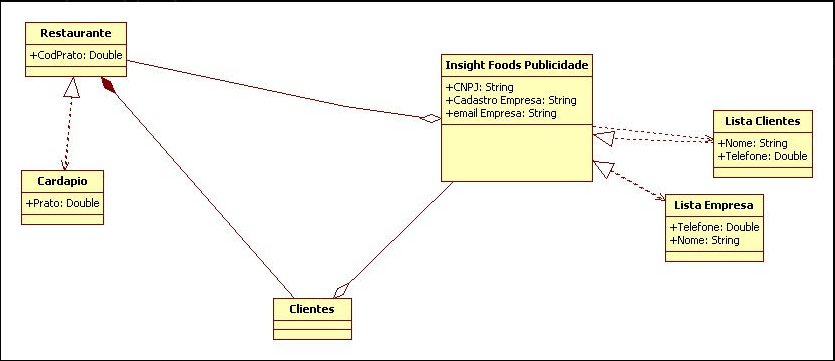 Restaurante
+CodPrato: Double
Insight Foods Publicidade
+CNPJ: String
+Cadastro Empresa: String
+email Empresa: String
Lista Clientes
+Nome: String
+Telefone: Double
Cardapio
+Prato: Double
Lista Empresa
+Telefone: Double
+Nome: String
Clientes